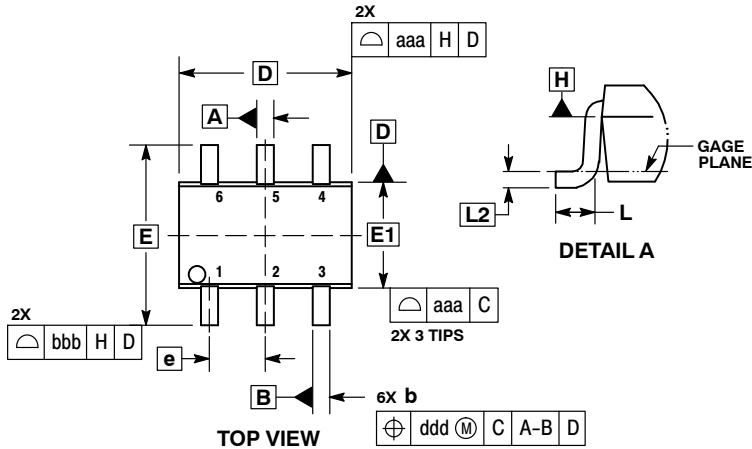 2X
⌓ aaa H D
D
A
D
H
GAGE
PLANE
6 5 4
E
E1
L2
L
DETAIL A
1 2 3
2X
⌓ bbb H D
⌓ aaa C
2X 3 TIPS
e
B
6X b
⌖ ddd Ⓜ C A–B D
TOP VIEW